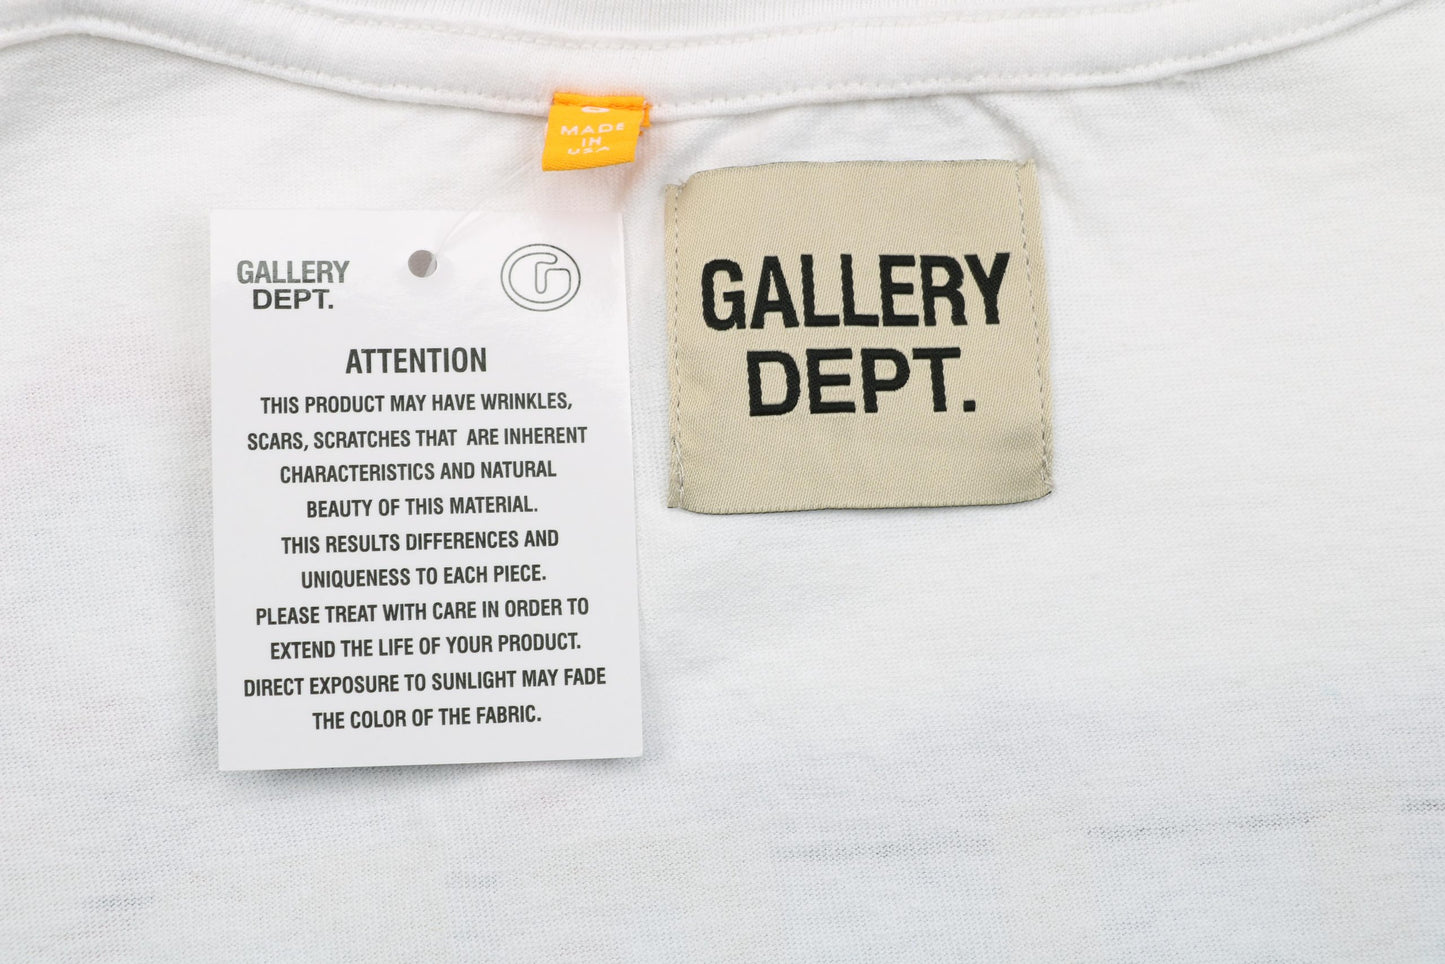 MADE
IN
USA
GALLERY
DEPT.
G
ATTENTION
THIS PRODUCT MAY HAVE WRINKLES,
SCARS, SCRATCHES THAT ARE INHERENT
CHARACTERISTICS AND NATURAL
BEAUTY OF THIS MATERIAL.
THIS RESULTS DIFFERENCES AND
UNIQUENESS TO EACH PIECE.
PLEASE TREAT WITH CARE IN ORDER TO
EXTEND THE LIFE OF YOUR PRODUCT.
DIRECT EXPOSURE TO SUNLIGHT MAY FADE
THE COLOR OF THE FABRIC.
GALLERY
DEPT.